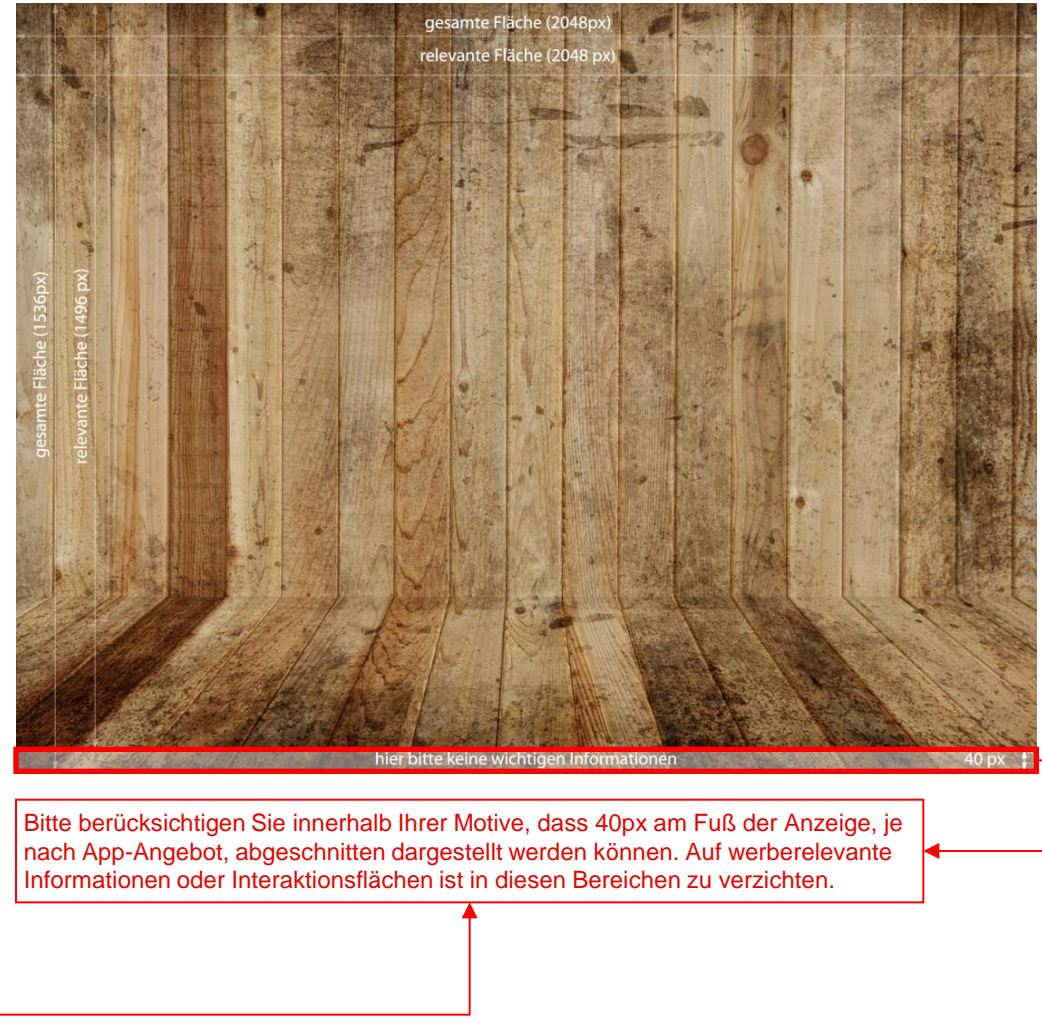 gesamte Fläche (2048px)
relevante Fläche (2048 px)
gesamte Fläche (1536px)
relevante Fläche (1496 px)
hier bitte keine wichtigen Informationen
40 px
Bitte berücksichtigen Sie innerhalb Ihrer Motive, dass 40px am Fuß der Anzeige, je
nach App-Angebot, abgeschnitten dargestellt werden können. Auf werberelevante
Informationen oder Interaktionsflächen ist in diesen Bereichen zu verzichten.